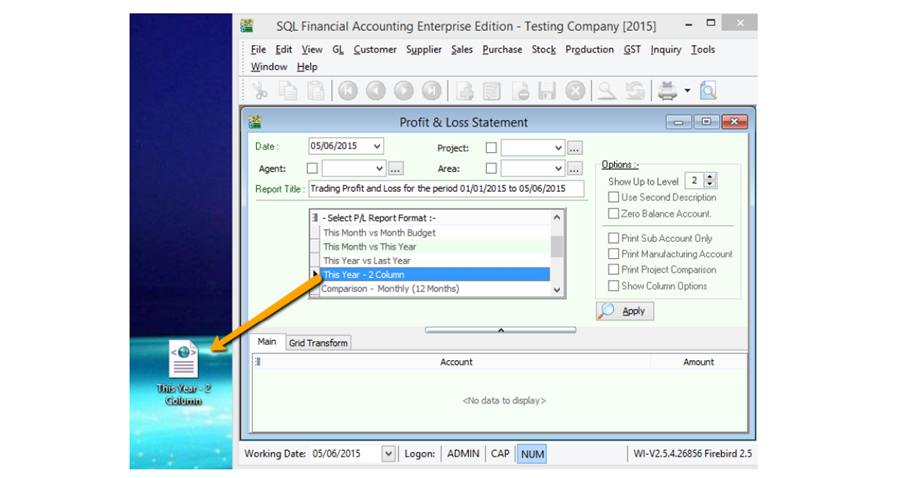 SQL Financial Accounting Enterprise Edition - Testing Company [2015]
File Edit View GL Customer Supplier Sales Purchase Stock Production GST Inquiry Tools
Window Help
Profit & Loss Statement
Date : 05/06/2015 Project: ...
Agent: ... Area: ...
Report Title : Trading Profit and Loss for the period 01/01/2015 to 05/06/2015
- Select P/L Report Format :-
This Month vs Month Budget
This Month vs This Year
This Year vs Last Year
This Year - 2 Column
Comparison - Monthly (12 Months)
Options :-
Show Up to Level 2
Use Second Description
Zero Balance Account.
Print Sub Account Only
Print Manufacturing Account
Print Project Comparison
Show Column Options
Apply
Main Grid Transform
Account Amount
<No data to display>
This Year - 2
Column
Working Date: 05/06/2015 Logon: ADMIN CAP NUM WI-V2.5.4.26856 Firebird 2.5